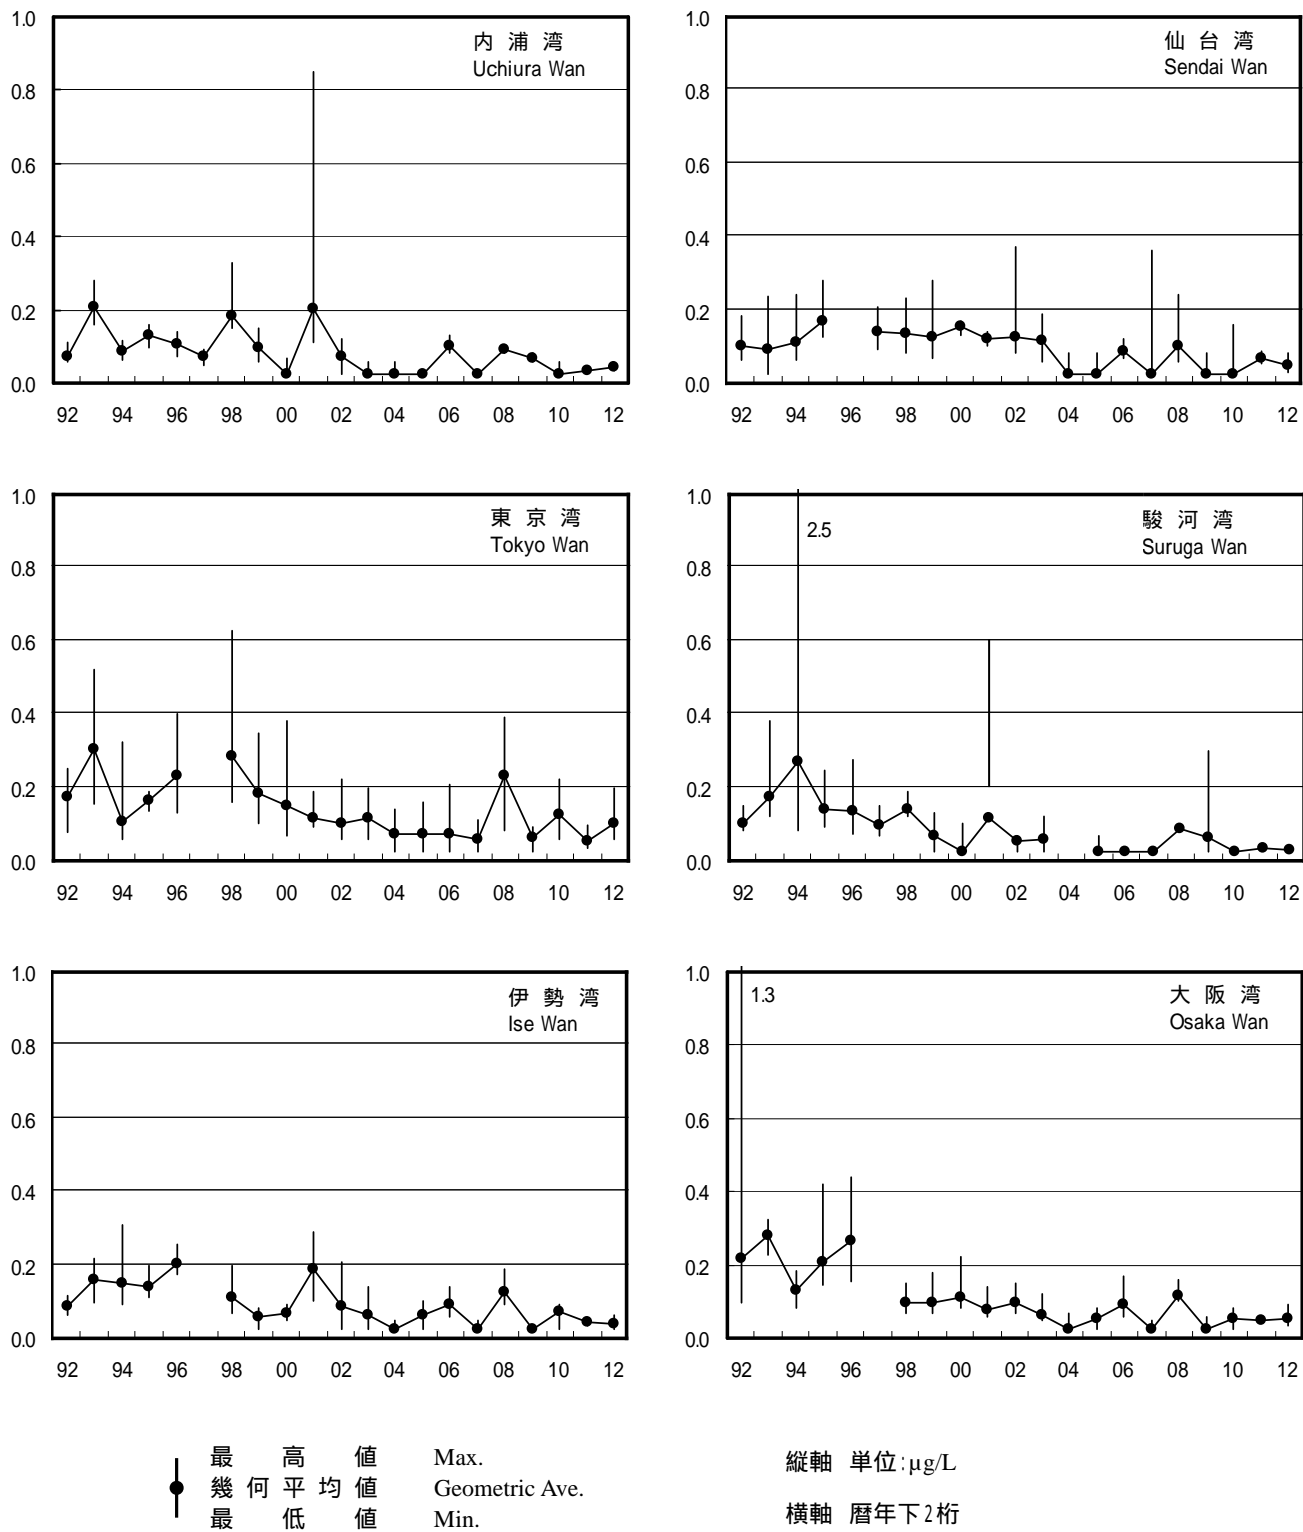 1.0
0.8
0.6
0.4
0.2
0.0
内浦湾
Uchiura Wan
92 94 96 98 00 02 04 06 08 10 12
1.0
0.8
0.6
0.4
0.2
0.0
仙台湾
Sendai Wan
92 94 96 98 00 02 04 06 08 10 12
1.0
0.8
0.6
0.4
0.2
0.0
東京湾
Tokyo Wan
92 94 96 98 00 02 04 06 08 10 12
1.0
0.8
0.6
0.4
0.2
0.0
2.5
駿河湾
Suruga Wan
92 94 96 98 00 02 04 06 08 10 12
1.0
0.8
0.6
0.4
0.2
0.0
伊勢湾
Ise Wan
92 94 96 98 00 02 04 06 08 10 12
1.0
0.8
0.6
0.4
0.2
0.0
1.3
大阪湾
Osaka Wan
92 94 96 98 00 02 04 06 08 10 12
最高値 Max.
幾何平均値 Geometric Ave.
最低値 Min.
縦軸 単位:µg/L
横軸 暦年下2桁